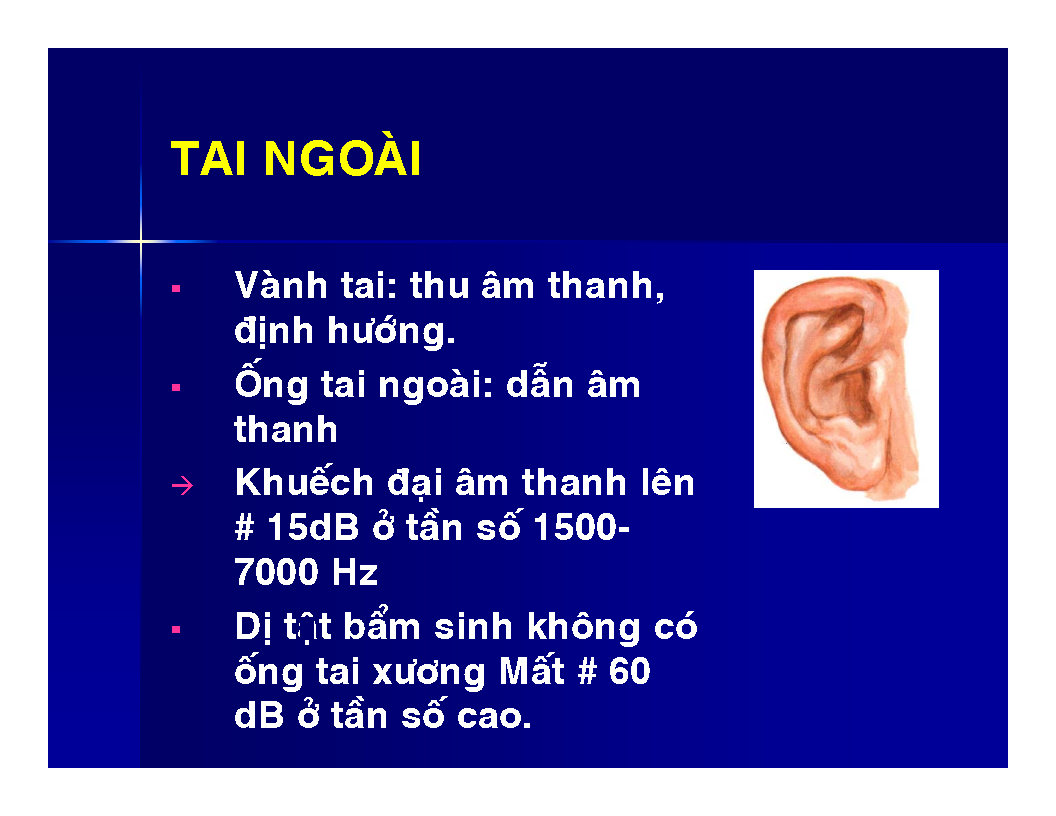 TAI NGOÀI
▪ Vành tai: thu âm thanh,
định hướng.
▪ Ống tai ngoài: dẫn âm
thanh
→ Khuếch đại âm thanh lên
# 15dB ở tần số 1500-
7000 Hz
▪ Dị tật bẩm sinh không có
ống tai xương Mất # 60
dB ở tần số cao.